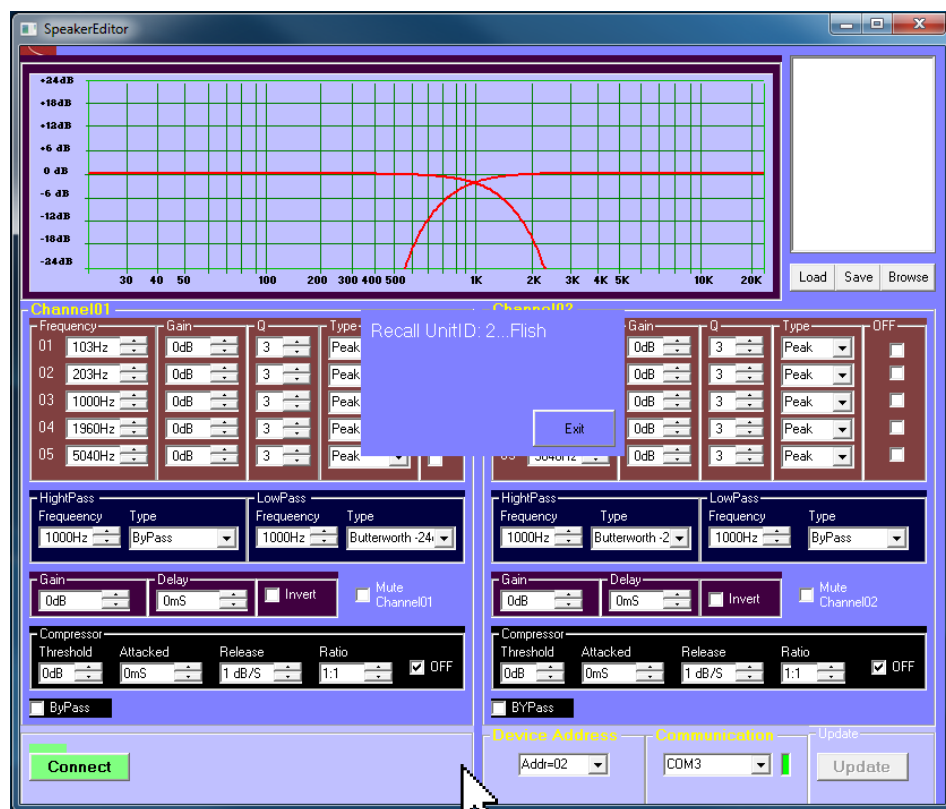 SpeakerEditor
+24dB
+18dB
+12dB
+6 dB
0 dB
-6 dB
-12dB
-18dB
-24dB
30 40 50 100 200 300 400 500 1K 2K 3K 4K 5K 10K 20K
Load Save Browse
Channel01 Channel02
Frequency Gain Q Type Gain Q Type OFF
Recall UnitID: 2...Flish
01 103Hz 0dB 3 Peak 0dB 3 Peak
02 203Hz 0dB 3 Peak 0dB 3 Peak
03 1000Hz 0dB 3 Peak 0dB 3 Peak
04 1960Hz 0dB 3 Peak 0dB 3 Peak
Exit
05 5040Hz 0dB 3 Peak 05 5040Hz 0dB 3 Peak
HightPass LowPass HightPass LowPass
Frequeency Type Frequeency Type Frequency Type Frequency Type
1000Hz ByPass 1000Hz Butterworth -24 1000Hz Butterworth -2 1000Hz ByPass
Gain Delay Gain Delay
0dB 0mS Invert Mute Channel01 0dB 0mS Invert Mute Channel02
Compressor Compressor
Threshold Attacked Release Ratio Threshold Attacked Release Ratio
0dB 0mS 1 dB/S 1:1 OFF 0dB 0mS 1 dB/S 1:1 OFF
ByPass BYPass
Device Address Communication Update
Connect Addr=02 COM3 Update